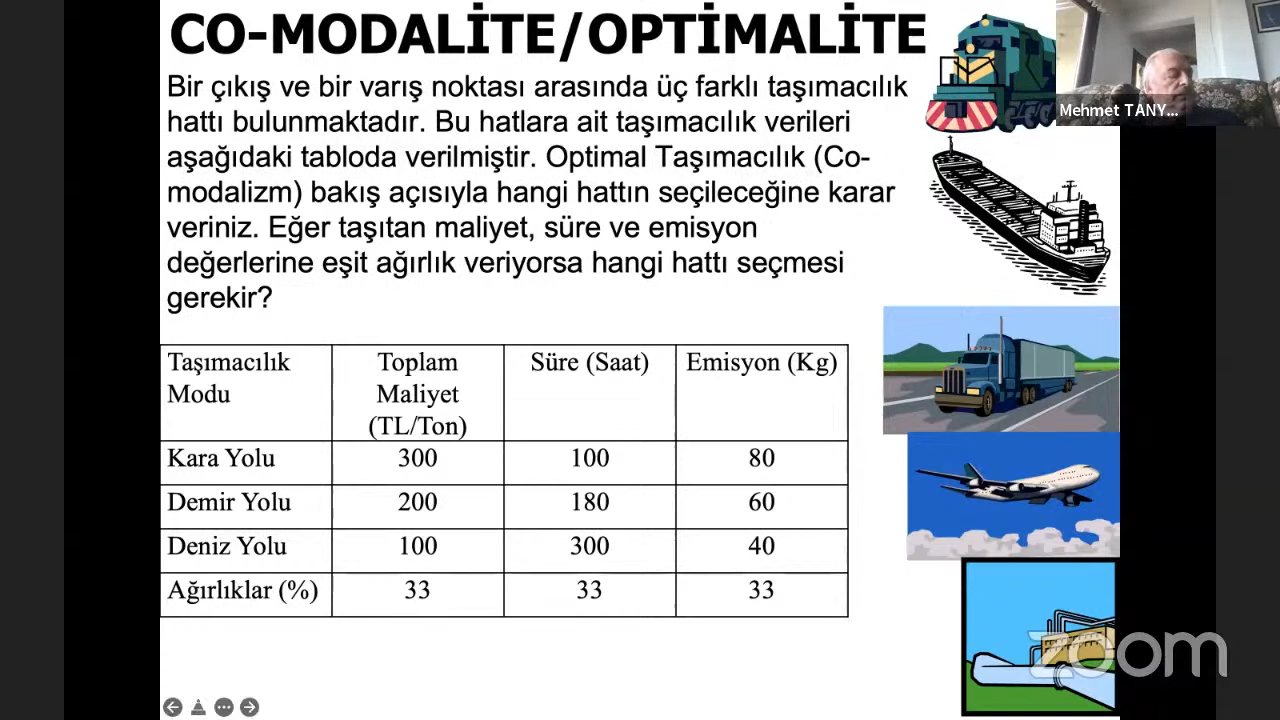 CO-MODALİTE/OPTİMALİTE
Bir çıkış ve bir varış noktası arasında üç farklı taşımacılık
hattı bulunmaktadır. Bu hatlara ait taşımacılık verileri
aşağıdaki tabloda verilmiştir. Optimal Taşımacılık (Co-
modalizm) bakış açısıyla hangi hattın seçileceğine karar
veriniz. Eğer taşıtan maliyet, süre ve emisyon
değerlerine eşit ağırlık veriyorsa hangi hattı seçmesi
gerekir?
Mehmet TANY...
Taşımacılık Modu Toplam Maliyet (TL/Ton) Süre (Saat) Emisyon (Kg)
Kara Yolu 300 100 80
Demir Yolu 200 180 60
Deniz Yolu 100 300 40
Ağırlıklar (%) 33 33 33
zoom